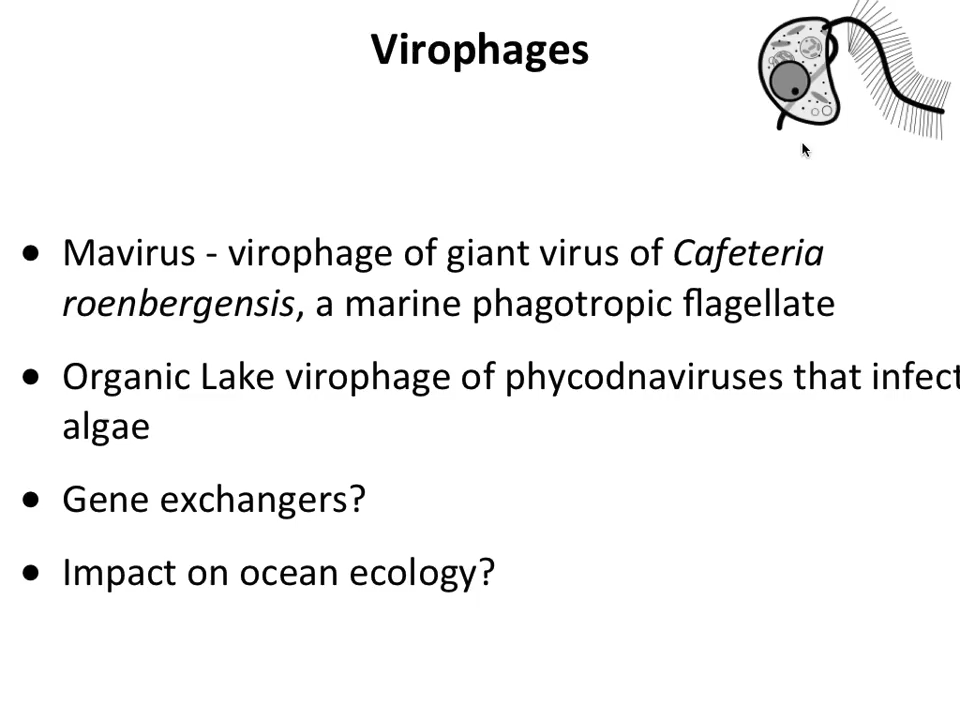 Virophages
• Mavirus - virophage of giant virus of Cafeteria
roenbergensis, a marine phagotropic flagellate
• Organic Lake virophage of phycodnaviruses that infect
algae
• Gene exchangers?
• Impact on ocean ecology?